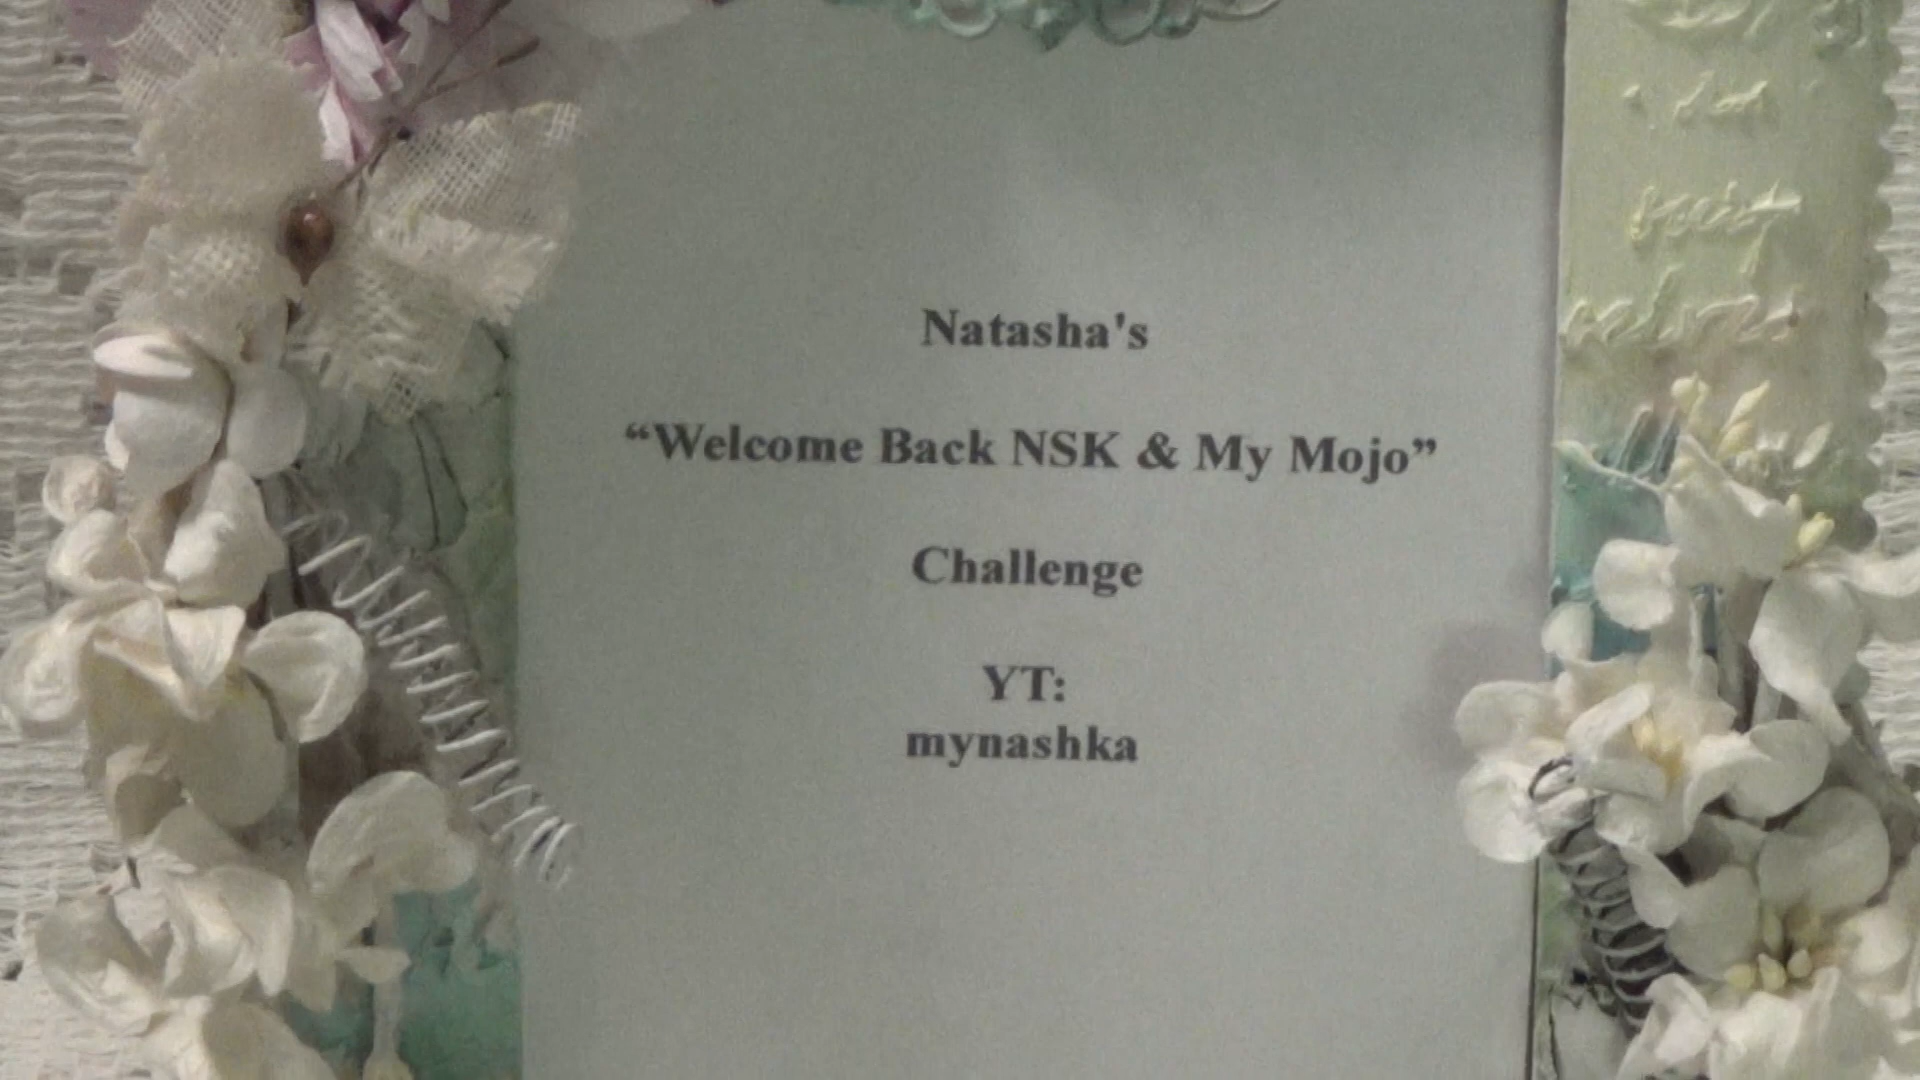 Natasha's
“Welcome Back NSK & My Mojo”
Challenge
YT:
mynashka